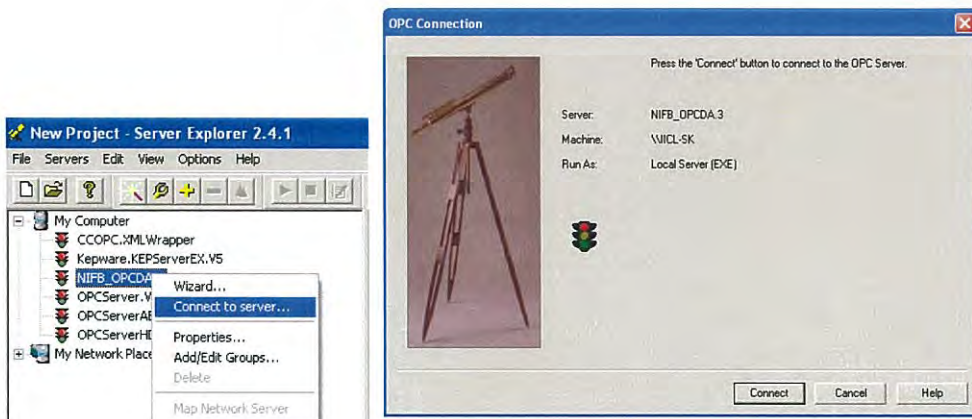 New Project - Server Explorer 2.4.1
File Servers Edit View Options Help
My Computer
CCOPC.XMLWrapper
Kepware.KEPServerEX.V5
NIFB_OPCDA
OPCServer.V
OPCServerAE
OPCServerHD
My Network Place
Wizard...
Connect to server...
Properties...
Add/Edit Groups...
Delete
Map Network Server
OPC Connection
Press the 'Connect' button to connect to the OPC Server.
Server: NIFB_OPCDA.3
Machine:
Run As: Local Server (EXE)
Connect Cancel Help